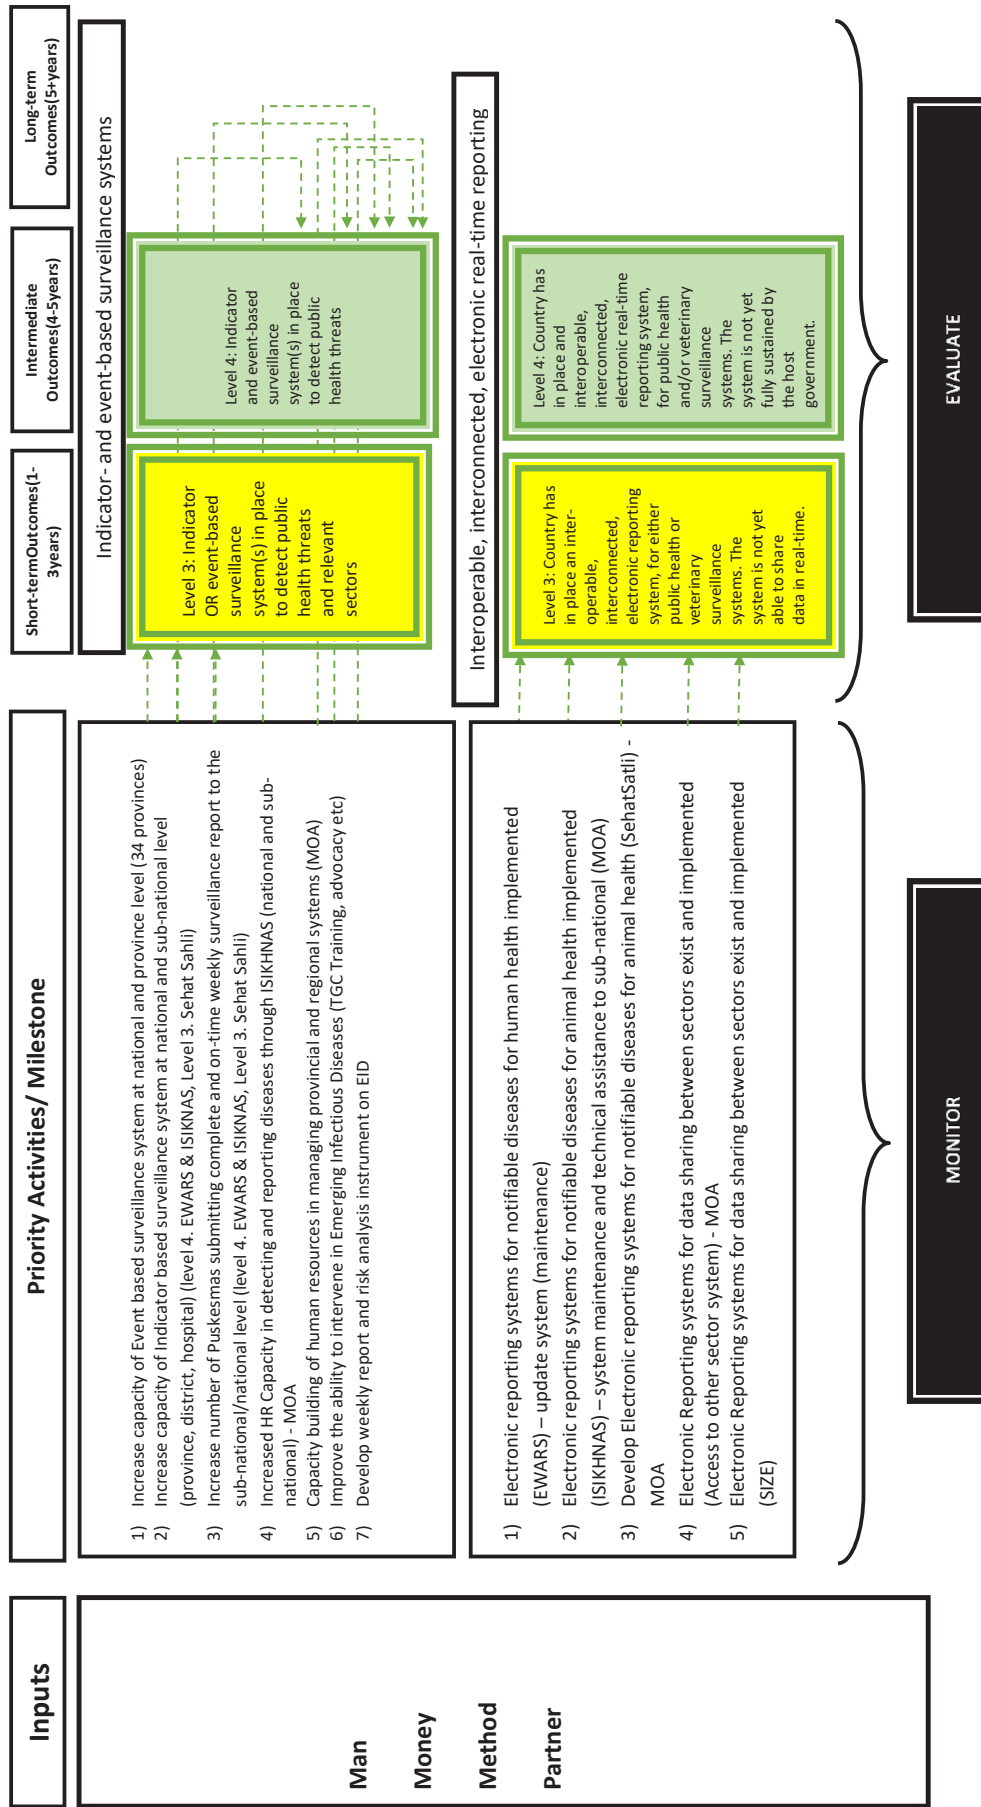 Inputs
Man
Money
Method
Partner
Priority Activities/ Milestone
1) Increase capacity of Event based surveillance system at national and province level (34 provinces)
2) Increase capacity of Indicator based surveillance system at national and sub-national level
(province, district, hospital) (level 4. EWARS & ISIKNAS, Level 3. Sehat Sahli)
3) Increase number of Puskesmas submitting complete and on-time weekly surveillance report to the
sub-national/national level (level 4. EWARS & ISIKNAS, Level 3. Sehat Sahli)
4) Increased HR Capacity in detecting and reporting diseases through ISIKHNAS (national and sub-
national) - MOA
5) Capacity building of human resources in managing provincial and regional systems (MOA)
6) Improve the ability to intervene in Emerging Infectious Diseases (TGC Training, advocacy etc)
7) Develop weekly report and risk analysis instrument on EID
1) Electronic reporting systems for notifiable diseases for human health implemented
(EWARS) – update system (maintenance)
2) Electronic reporting systems for notifiable diseases for animal health implemented
(ISIKHNAS) – system maintenance and technical assistance to sub-national (MOA)
3) Develop Electronic reporting systems for notifiable diseases for animal health (SehatSatli) -
MOA
4) Electronic Reporting systems for data sharing between sectors exist and implemented
(Access to other sector system) - MOA
5) Electronic Reporting systems for data sharing between sectors exist and implemented
(SIZE)
MONITOR
Short-termOutcomes(1-
3years)
Intermediate
Outcomes(4-5years)
Long-term
Outcomes(5+years)
Indicator- and event-based surveillance systems
Level 3: Indicator
OR event-based
surveillance
system(s) in place
to detect public
health threats
and relevant
sectors
Level 4: Indicator
and event-based
surveillance
system(s) in place
to detect public
health threats
Interoperable, interconnected, electronic real-time reporting
Level 3: Country has
in place an inter-
operable,
interconnected,
electronic reporting
system, for either
public health or
veterinary
surveillance
systems. The
system is not yet
able to share
data in real-time.
Level 4: Country has
in place and
interoperable,
interconnected,
electronic real-time
reporting system,
for public health
and/or veterinary
surveillance
systems. The
system is not yet
fully sustained by
the host
government.
EVALUATE